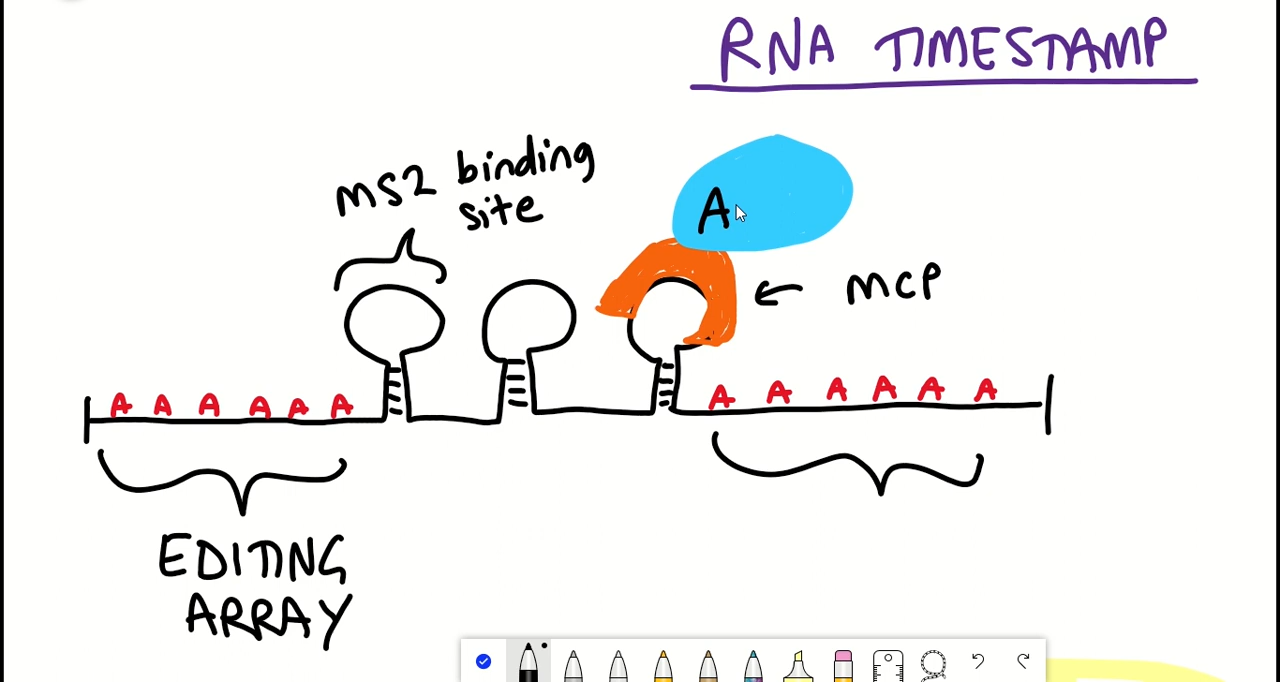 RNA TIMESTAMP
MS2 binding
site
A
MCP
A A A A A A
A A A A A A
EDITING
ARRAY